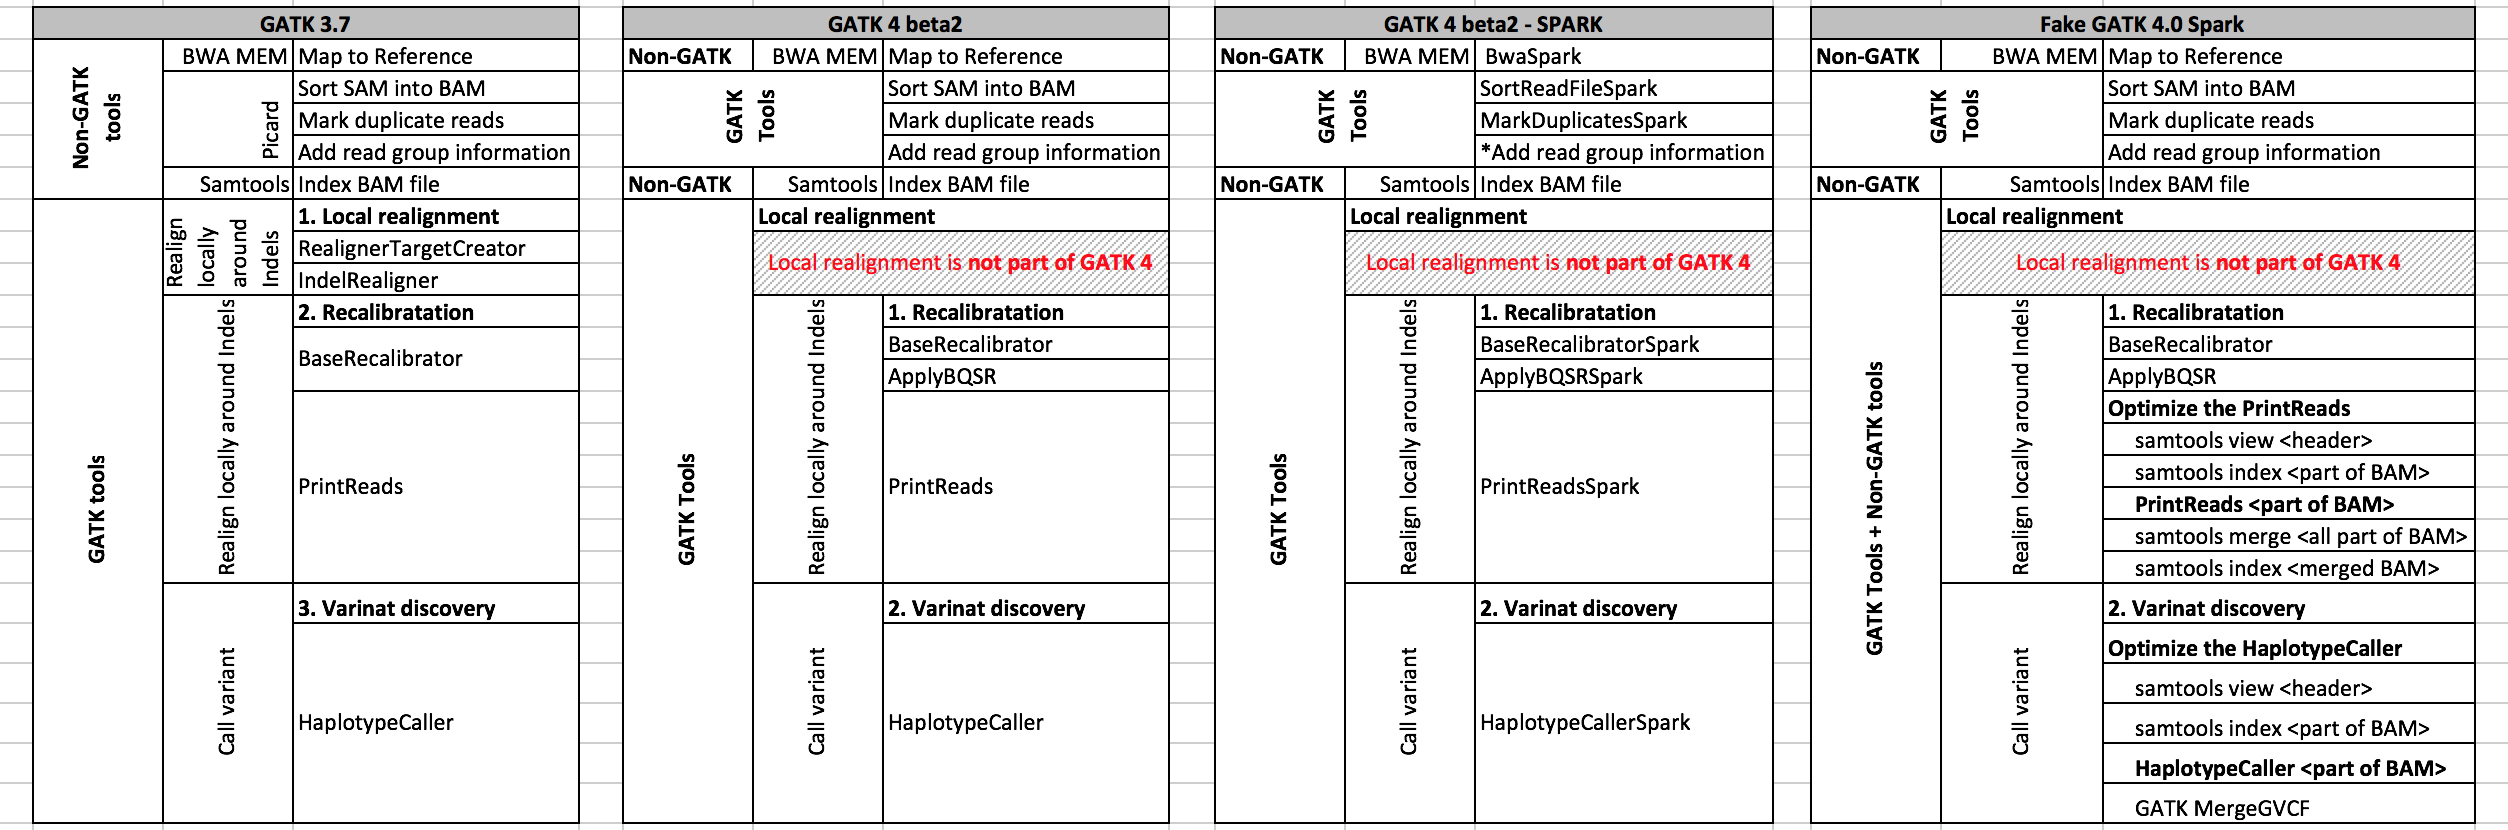 GATK 3.7
Non-GATK
tools
BWA MEM
Map to Reference
Picard
Sort SAM into BAM
Mark duplicate reads
Add read group information
Samtools
Index BAM file
GATK tools
Realign
locally
around
Indels
1. Local realignment
RealignerTargetCreator
IndelRealigner
Realign locally around Indels
2. Recalibratation
BaseRecalibrator
PrintReads
Call variant
3. Varinat discovery
HaplotypeCaller
GATK 4 beta2
Non-GATK
BWA MEM
Map to Reference
GATK
Tools
Sort SAM into BAM
Mark duplicate reads
Add read group information
Non-GATK
Samtools
Index BAM file
GATK Tools
Local realignment
Local realignment is not part of GATK 4
Realign locally around Indels
1. Recalibratation
BaseRecalibrator
ApplyBQSR
PrintReads
Call variant
2. Varinat discovery
HaplotypeCaller
GATK 4 beta2 - SPARK
Non-GATK
BWA MEM
BwaSpark
GATK
Tools
SortReadFileSpark
MarkDuplicatesSpark
*Add read group information
Non-GATK
Samtools
Index BAM file
GATK Tools
Local realignment
Local realignment is not part of GATK 4
Realign locally around Indels
1. Recalibratation
BaseRecalibratorSpark
ApplyBQSRSpark
PrintReadsSpark
Call variant
2. Varinat discovery
HaplotypeCallerSpark
Fake GATK 4.0 Spark
Non-GATK
BWA MEM
Map to Reference
GATK
Tools
Sort SAM into BAM
Mark duplicate reads
Add read group information
Non-GATK
Samtools
Index BAM file
GATK Tools + Non-GATK tools
Local realignment
Local realignment is not part of GATK 4
Realign locally around Indels
1. Recalibratation
BaseRecalibrator
ApplyBQSR
Optimize the PrintReads
samtools view <header>
samtools index <part of BAM>
PrintReads <part of BAM>
samtools merge <all part of BAM>
samtools index <merged BAM>
Call variant
2. Varinat discovery
Optimize the HaplotypeCaller
samtools view <header>
samtools index <part of BAM>
HaplotypeCaller <part of BAM>
GATK MergeGVCF